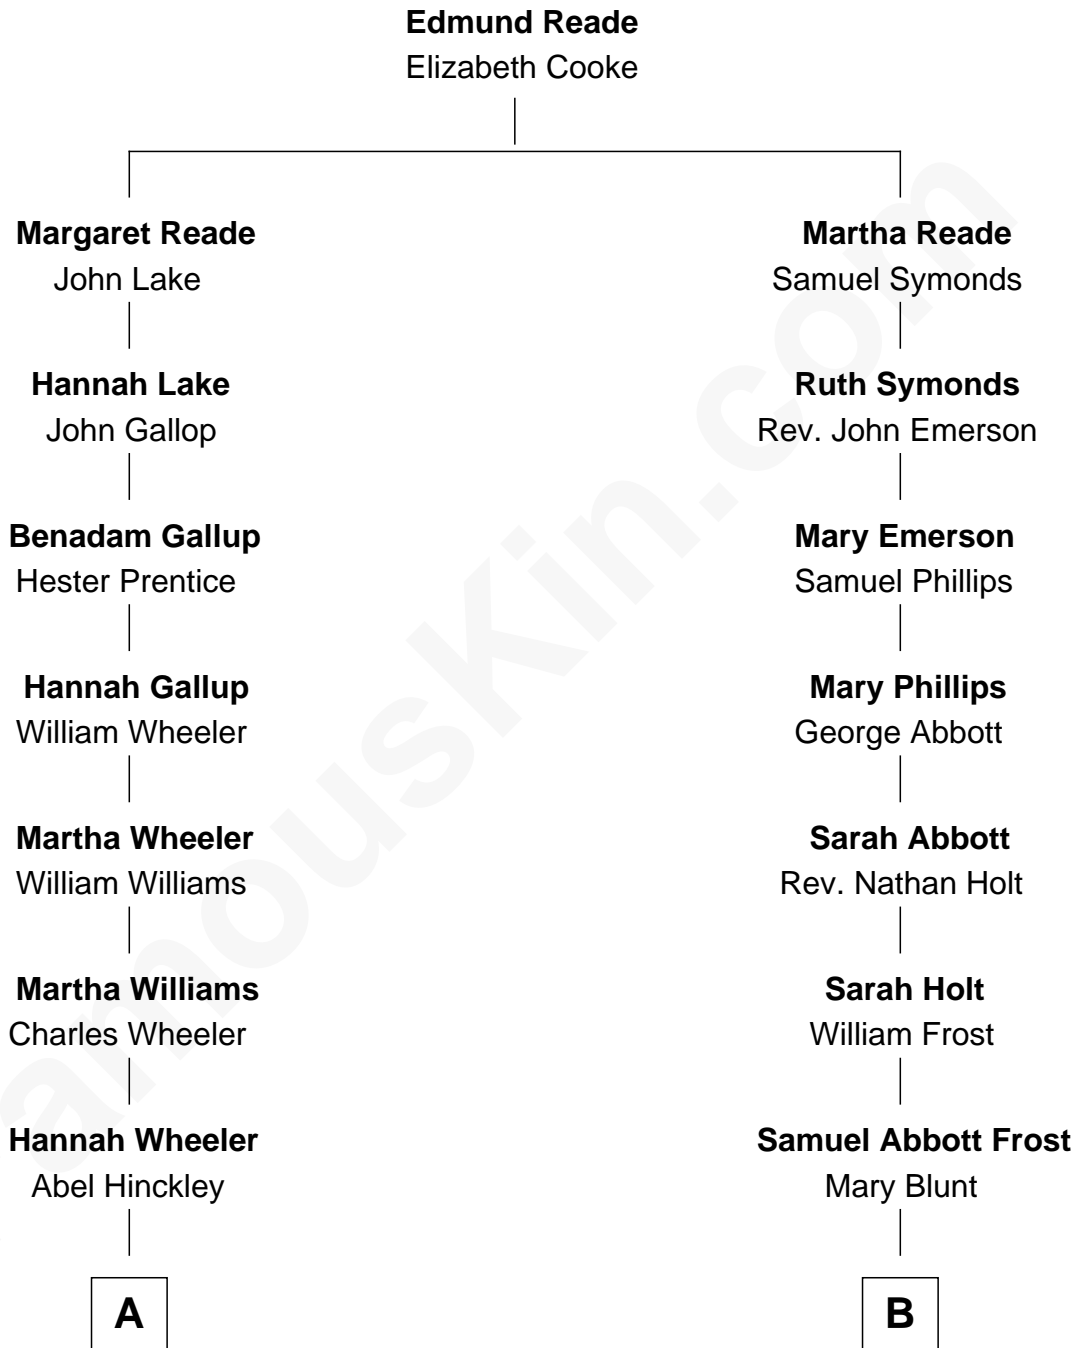 Edmund Reade
Elizabeth Cooke
Margaret Reade
John Lake
Hannah Lake
John Gallop
Benadam Gallup
Hester Prentice
Hannah Gallup
William Wheeler
Martha Wheeler
William Williams
Martha Williams
Charles Wheeler
Hannah Wheeler
Abel Hinckley
A
Martha Reade
Samuel Symonds
Ruth Symonds
Rev. John Emerson
Mary Emerson
Samuel Phillips
Mary Phillips
George Abbott
Sarah Abbott
Rev. Nathan Holt
Sarah Holt
William Frost
Samuel Abbott Frost
Mary Blunt
B
amousKin.com